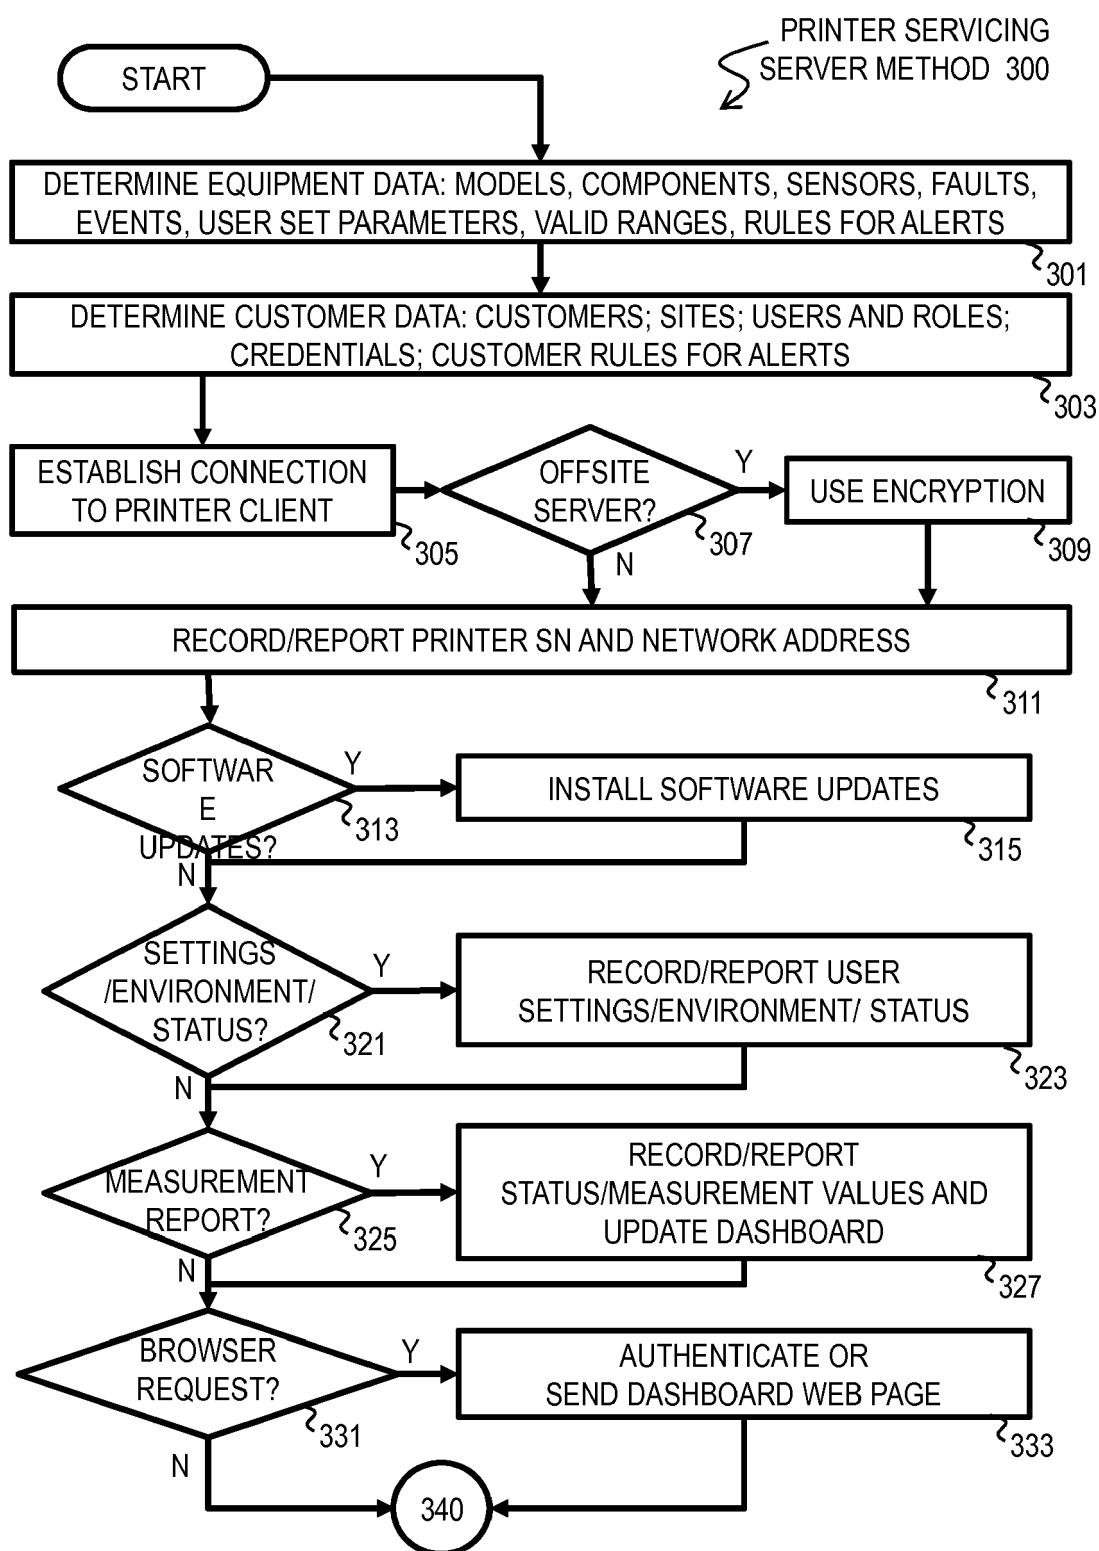 PRINTER SERVICING
SERVER METHOD 300
START
DETERMINE EQUIPMENT DATA: MODELS, COMPONENTS, SENSORS, FAULTS,
EVENTS, USER SET PARAMETERS, VALID RANGES, RULES FOR ALERTS
301
DETERMINE CUSTOMER DATA: CUSTOMERS; SITES; USERS AND ROLES;
CREDENTIALS; CUSTOMER RULES FOR ALERTS
303
ESTABLISH CONNECTION
TO PRINTER CLIENT
305
OFFSITE
SERVER?
307
Y
N
USE ENCRYPTION
309
RECORD/REPORT PRINTER SN AND NETWORK ADDRESS
311
SOFTWAR
E
UPDATES?
313
Y
N
INSTALL SOFTWARE UPDATES
315
SETTINGS
/ENVIRONMENT/
STATUS?
321
Y
N
RECORD/REPORT USER
SETTINGS/ENVIRONMENT/ STATUS
323
MEASUREMENT
REPORT?
325
Y
N
RECORD/REPORT
STATUS/MEASUREMENT VALUES AND
UPDATE DASHBOARD
327
BROWSER
REQUEST?
331
Y
N
AUTHENTICATE OR
SEND DASHBOARD WEB PAGE
333
340